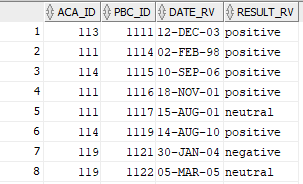 ACA_ID PBC_ID DATE_RV RESULT_RV
1 113 1111 12-DEC-03 positive
2 111 1114 02-FEB-98 positive
3 114 1115 10-SEP-06 positive
4 111 1116 18-NOV-01 positive
5 111 1117 15-AUG-01 neutral
6 114 1119 14-AUG-10 positive
7 119 1121 30-JAN-04 negative
8 119 1122 05-MAR-05 neutral